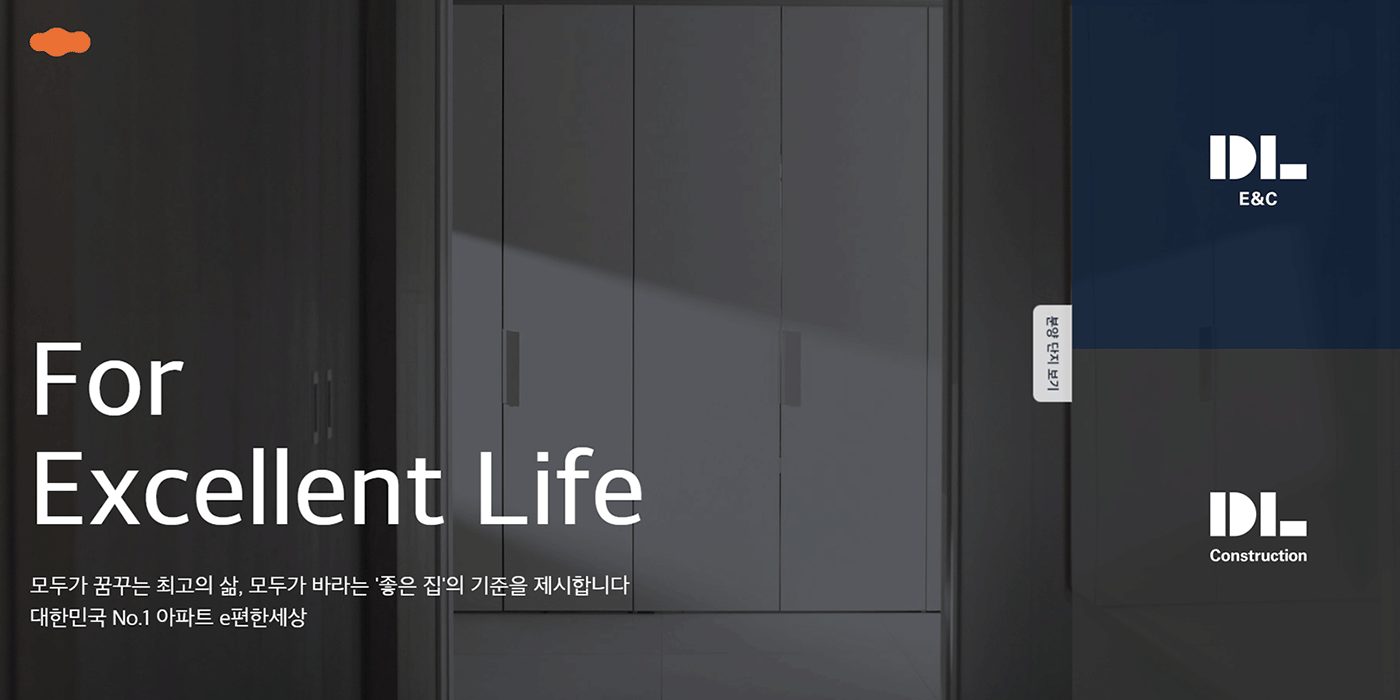 For
Excellent Life
모두가 꿈꾸는 최고의 삶, 모두가 바라는 '좋은 집'의 기준을 제시합니다
대한민국 No.1 아파트 e편한세상
분양 단지 보기
DL
E&C
DL
Construction